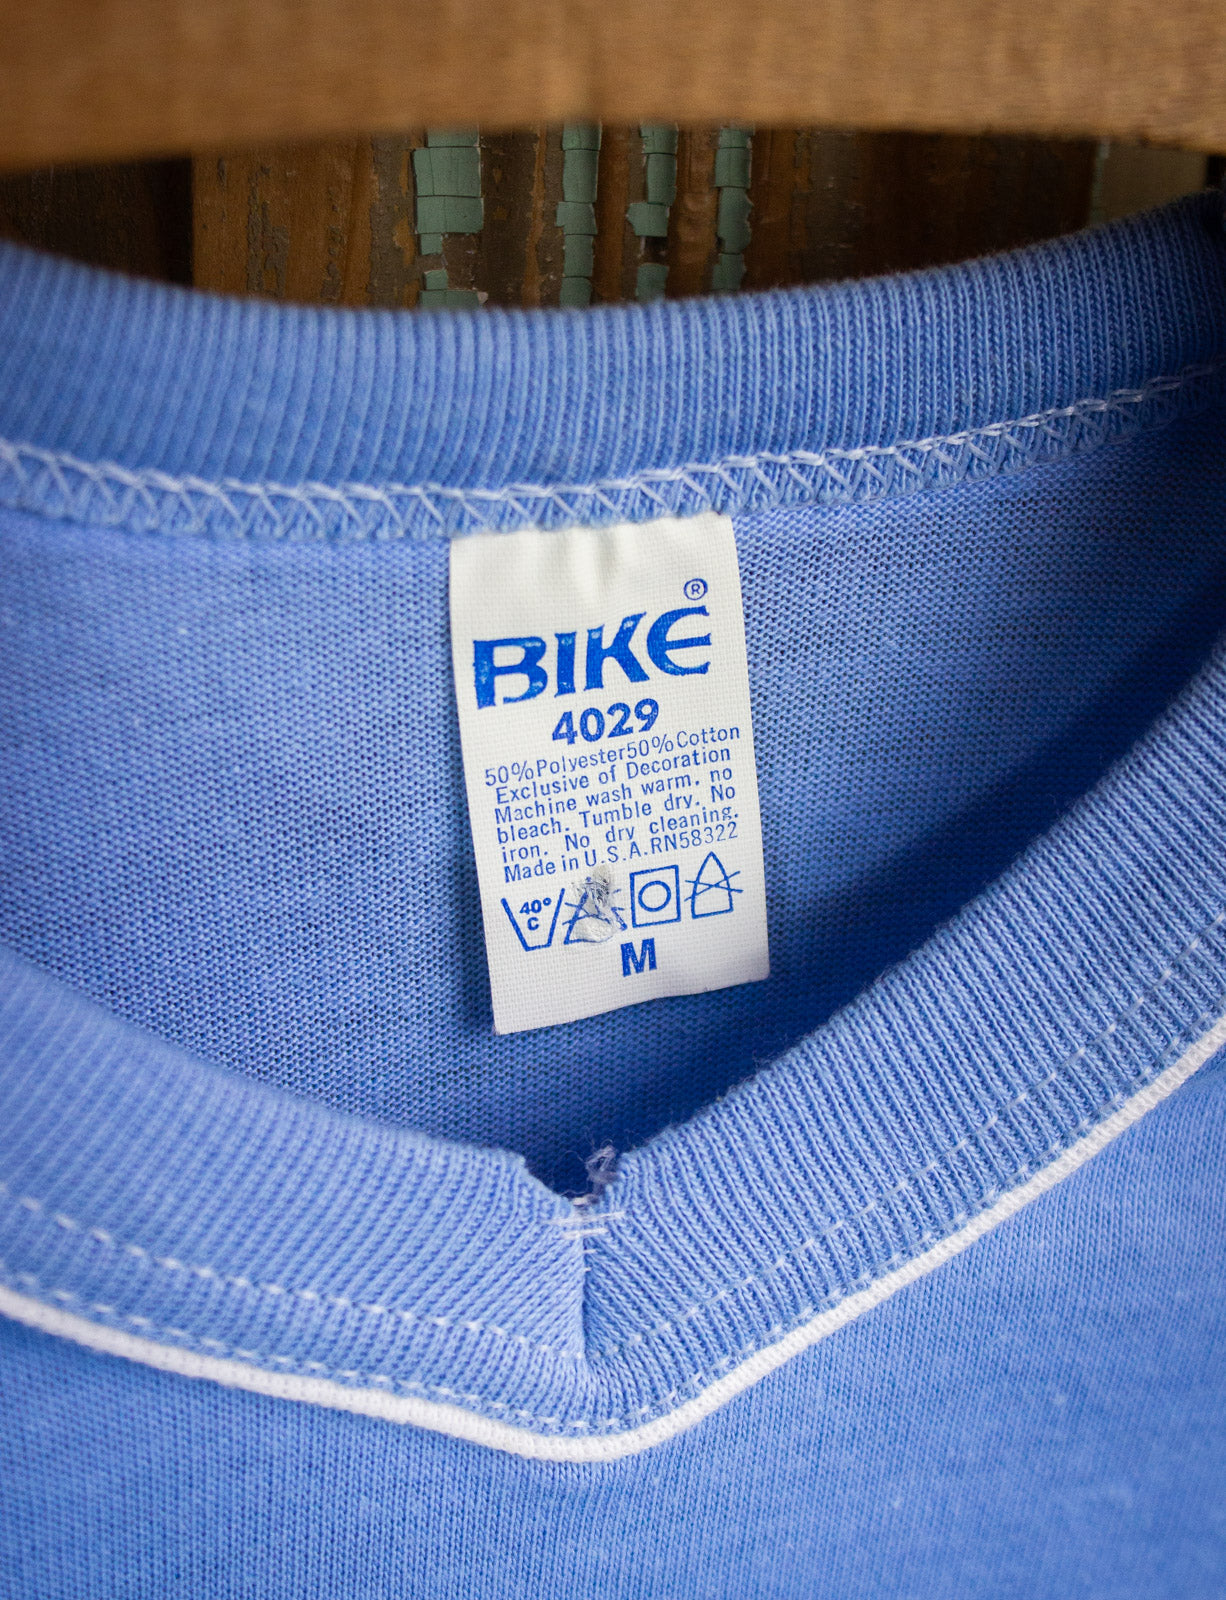 BIKE®
4029
50%Polyester50%Cotton
Exclusive of Decoration
Machine wash warm. no
bleach. Tumble dry. No
iron. No dry cleaning.
Made in U.S.A.RN58322
40°
C
M